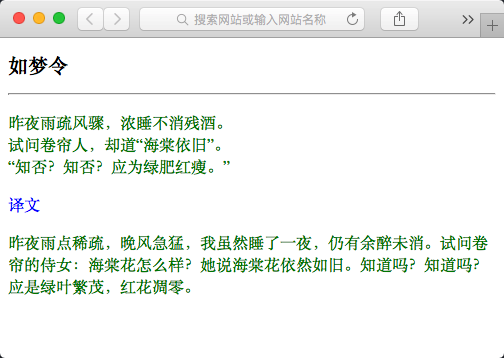 搜索网站或输入网站名称
如梦令
昨夜雨疏风骤，浓睡不消残酒。
试问卷帘人，却道“海棠依旧”。
“知否？知否？应为绿肥红瘦。”
译文
昨夜雨点稀疏，晚风急猛，我虽然睡了一夜，仍有余醉未消。试问卷
帘的侍女：海棠花怎么样？她说海棠花依然如旧。知道吗？知道吗？
应是绿叶繁茂，红花凋零。